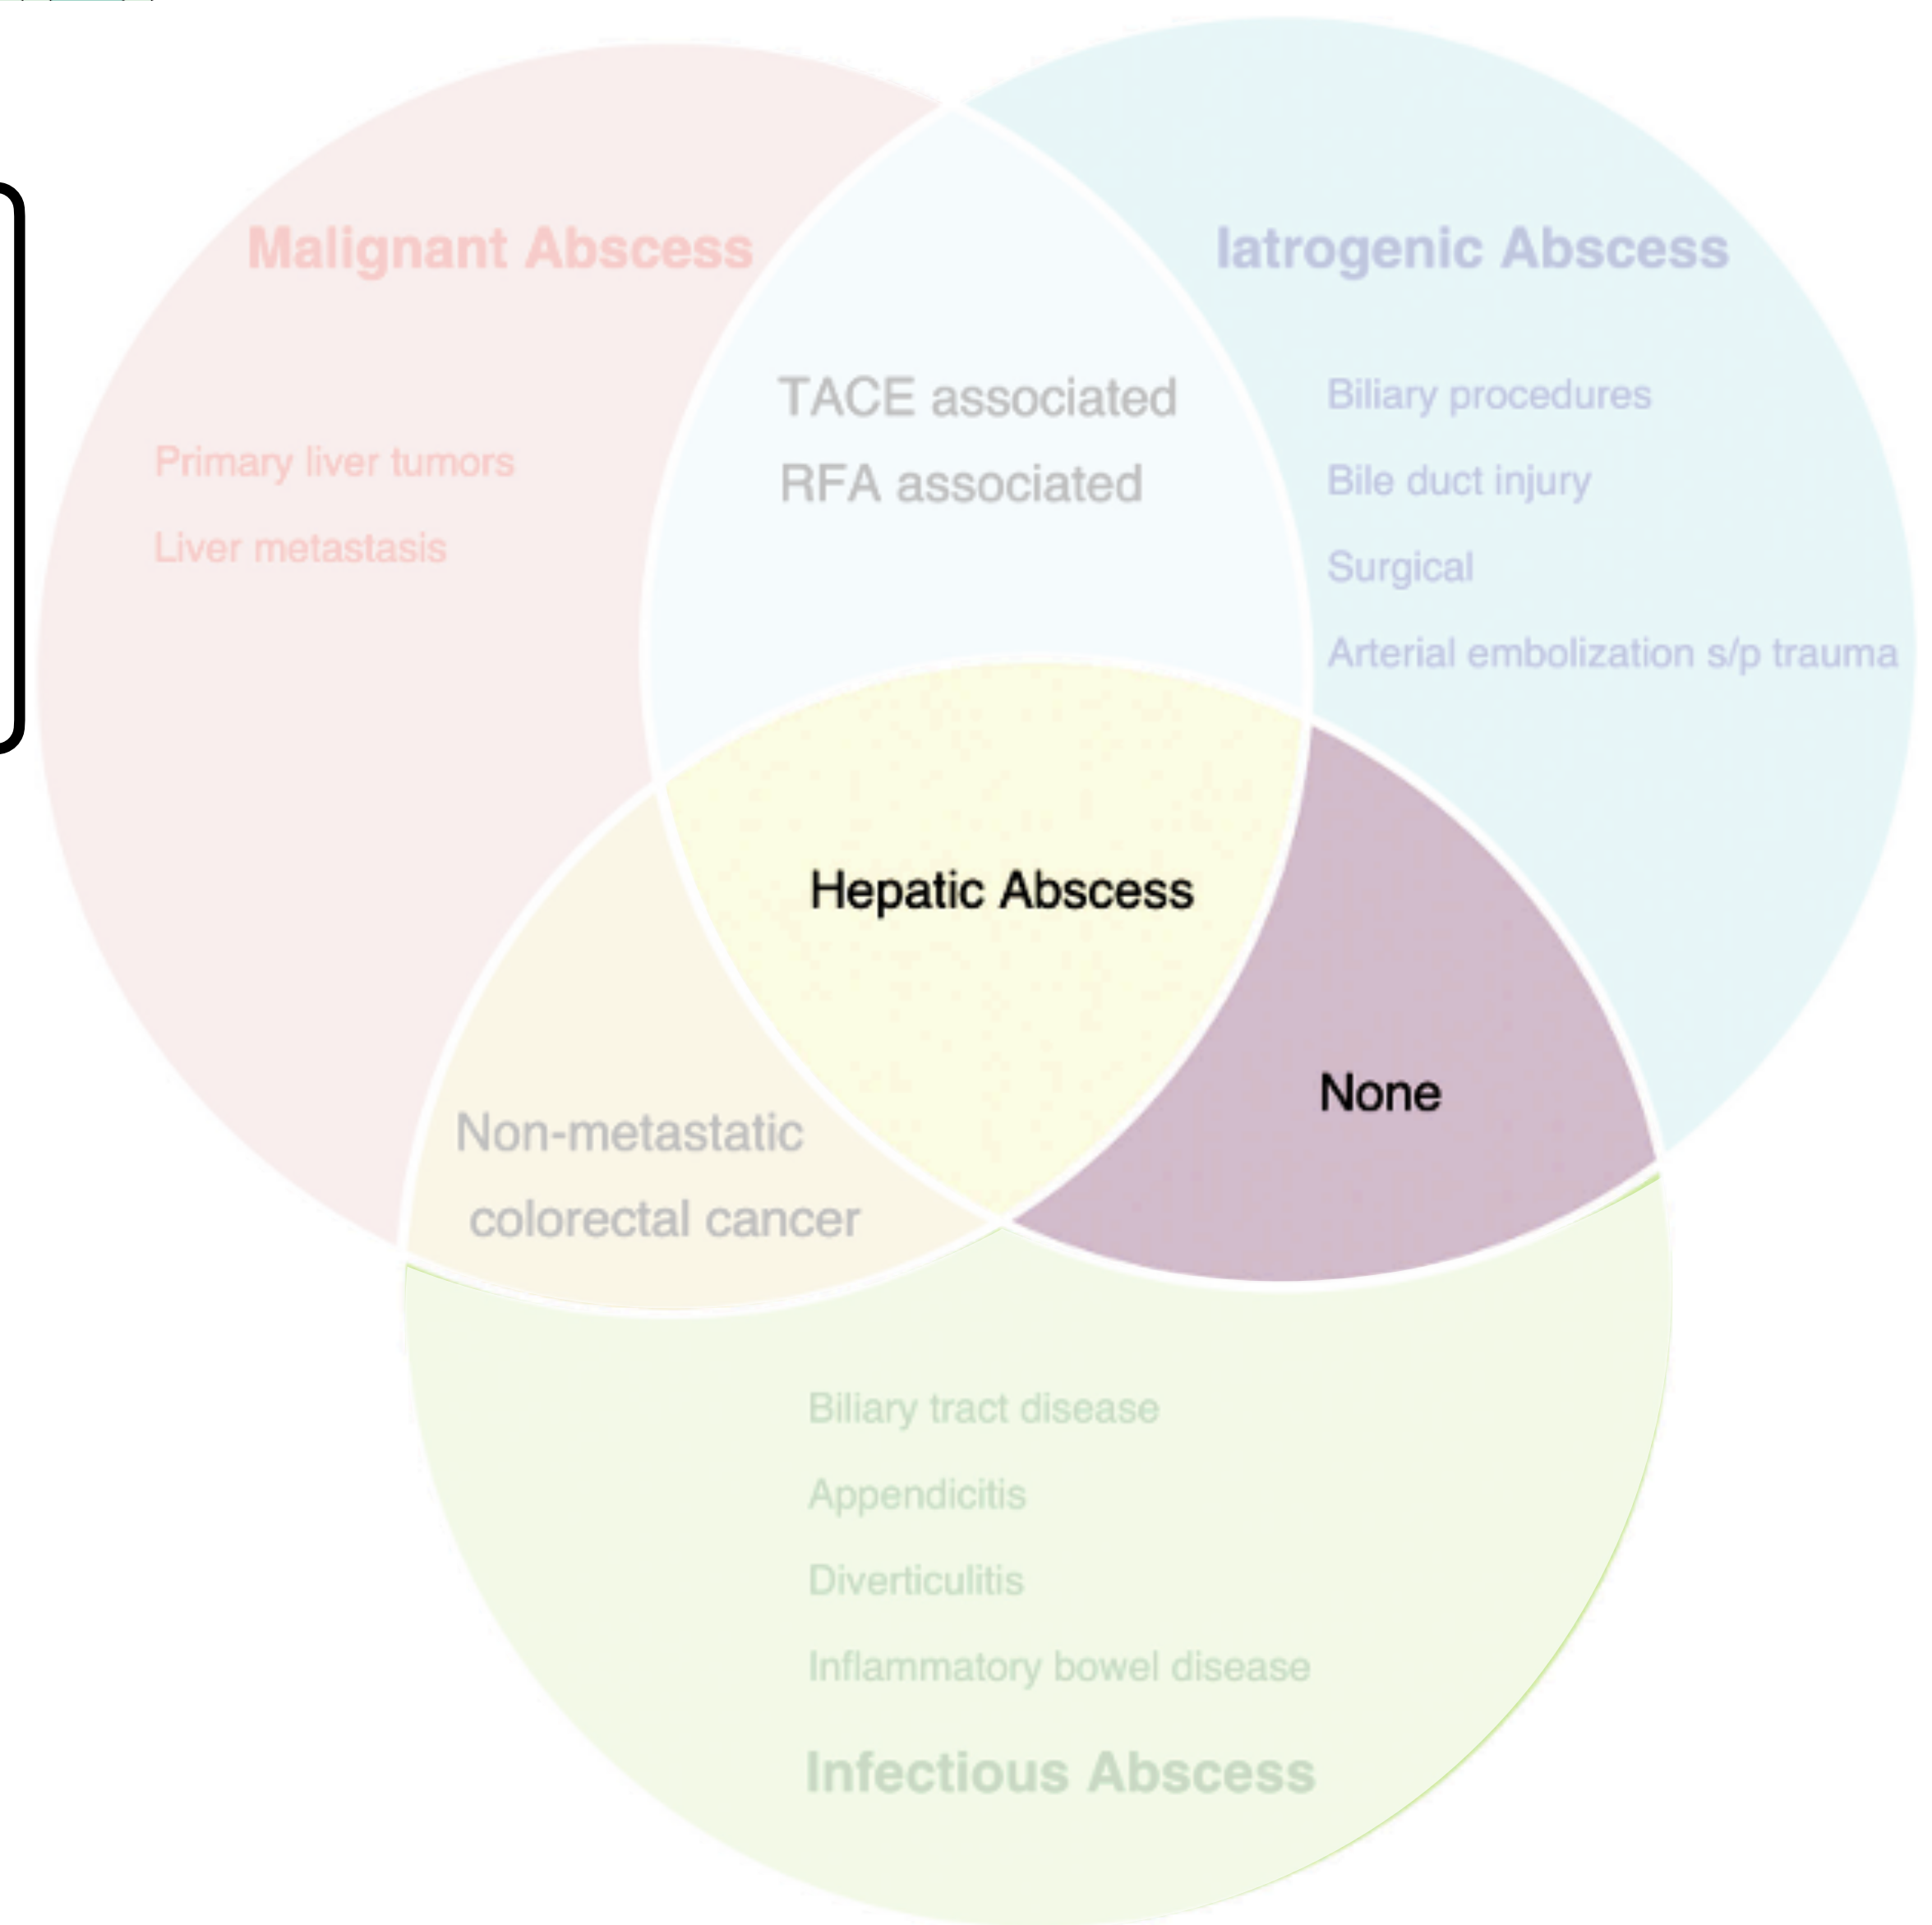 Malignant Abscess
Primary liver tumors
Liver metastasis
TACE associated
RFA associated
Iatrogenic Abscess
Biliary procedures
Bile duct injury
Surgical
Arterial embolization s/p trauma
Hepatic Abscess
None
Non-metastatic
colorectal cancer
Biliary tract disease
Appendicitis
Diverticulitis
Inflammatory bowel disease
Infectious Abscess